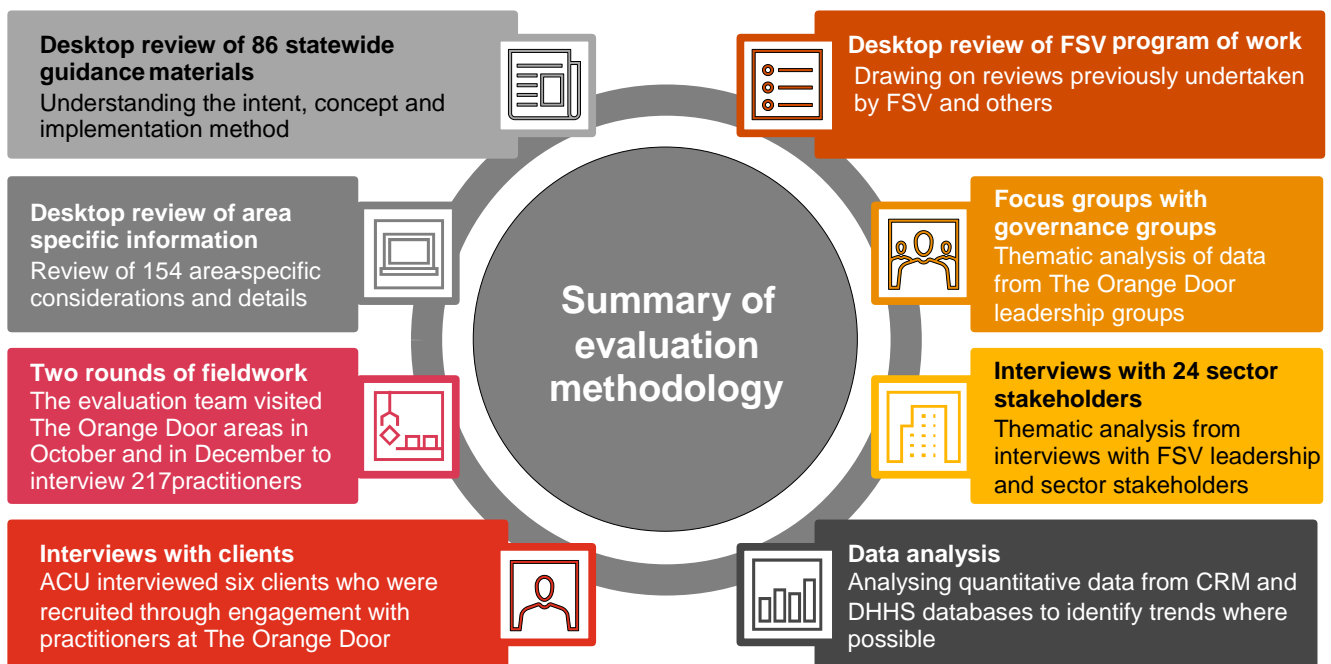 Desktop review of 86 statewide
guidance materials
Understanding the intent, concept and
implementation method
Desktop review of FSV program of work
Drawing on reviews previously undertaken
by FSV and others
Desktop review of area
specific information
Review of 154 area-specific
considerations and details
Focus groups with
governance groups
Thematic analysis of data
from The Orange Door
leadership groups
Summary of
evaluation
methodology
Two rounds of fieldwork
The evaluation team visited
The Orange Door areas in
October and in December to
interview 217practitioners
Interviews with 24 sector
stakeholders
Thematic analysis from
interviews with FSV leadership
and sector stakeholders
Interviews with clients
ACU interviewed six clients who were
recruited through engagement with
practitioners at The Orange Door
Data analysis
Analysing quantitative data from CRM and
DHHS databases to identify trends where
possible